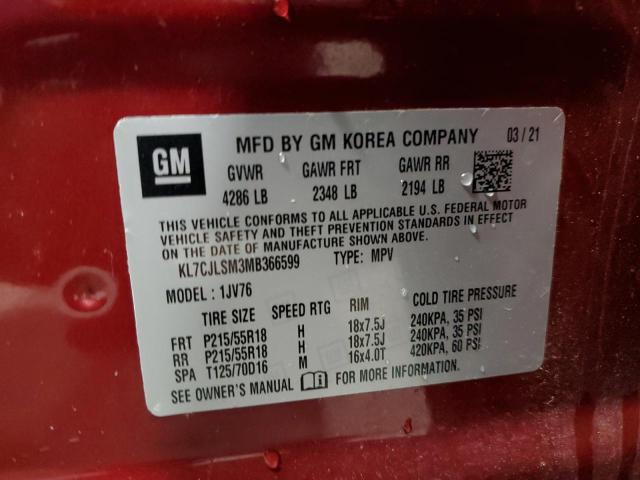 GM
MFD BY GM KOREA COMPANY 03/21
GVWR GAWR FRT GAWR RR
4286 LB 2348 LB 2194 LB
THIS VEHICLE CONFORMS TO ALL APPLICABLE U.S. FEDERAL MOTOR
VEHICLE SAFETY AND THEFT PREVENTION STANDARDS IN EFFECT
ON THE DATE OF MANUFACTURE SHOWN ABOVE.
KL7CJLSM3MB366599 TYPE: MPV
MODEL: 1JV76
TIRE SIZE SPEED RTG RIM COLD TIRE PRESSURE
FRT P215/55R18 H 18x7.5J 240KPA, 35 PSI
RR P215/55R18 H 18x7.5J 240KPA, 35 PSI
SPA T125/70D16 M 16x4.0T 420KPA, 60 PSI
SEE OWNER'S MANUAL FOR MORE INFORMATION.